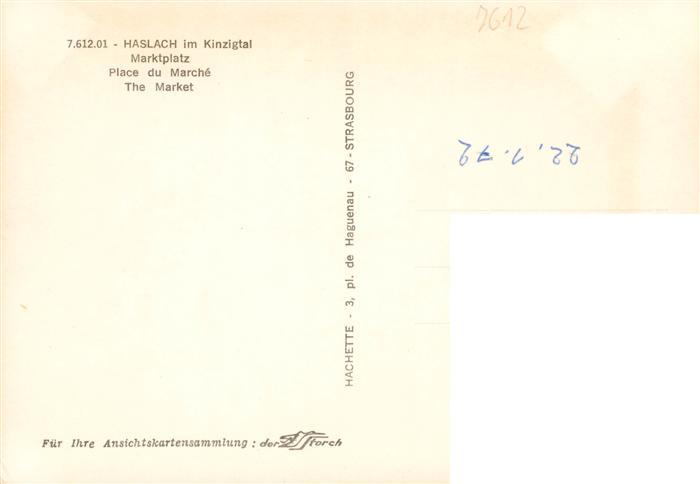 7612
7.612.01 - HASLACH im Kinzigtal
Marktplatz
Place du Marché
The Market
HACHETTE - 3, pl. de Haguenau - 67 - STRASBOURG
22.1.72
Für Ihre Ansichtskartensammlung : der Storch